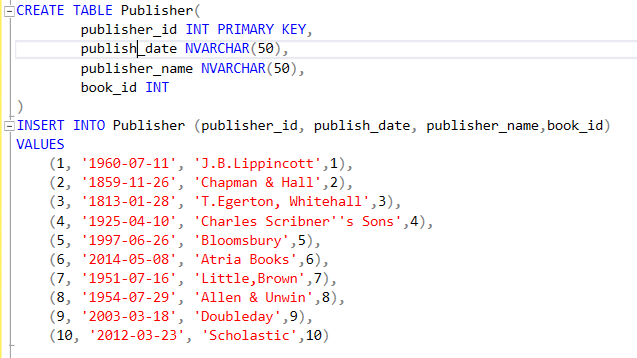 CREATE TABLE Publisher(
publisher_id INT PRIMARY KEY,
publish_date NVARCHAR(50),
publisher_name NVARCHAR(50),
book_id INT
)
INSERT INTO Publisher (publisher_id, publish_date, publisher_name,book_id)
VALUES
(1, '1960-07-11', 'J.B.Lippincott',1),
(2, '1859-11-26', 'Chapman & Hall',2),
(3, '1813-01-28', 'T.Egerton, Whitehall',3),
(4, '1925-04-10', 'Charles Scribner''s Sons',4),
(5, '1997-06-26', 'Bloomsbury',5),
(6, '2014-05-08', 'Atria Books',6),
(7, '1951-07-16', 'Little,Brown',7),
(8, '1954-07-29', 'Allen & Unwin',8),
(9, '2003-03-18', 'Doubleday',9),
(10, '2012-03-23', 'Scholastic',10)